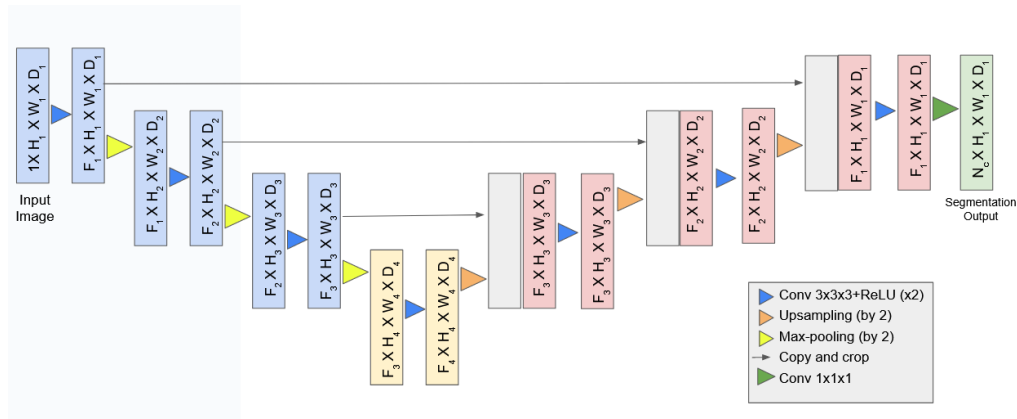 1 X H₁ X W₁ X D₁
F₁ X H₁ X W₁ X D₁
F₁ X H₂ X W₂ X D₂
F₂ X H₂ X W₂ X D₂
F₂ X H₃ X W₃ X D₃
F₃ X H₃ X W₃ X D₃
F₃ X H₄ X W₄ X D₄
F₄ X H₄ X W₄ X D₄
F₃ X H₃ X W₃ X D₃
F₃ X H₃ X W₃ X D₃
F₂ X H₂ X W₂ X D₂
F₂ X H₂ X W₂ X D₂
F₁ X H₁ X W₁ X D₁
F₁ X H₁ X W₁ X D₁
N꜀ X H₁ X W₁ X D₁
Input
Image
Segmentation
Output
Conv 3x3x3+ReLU (x2)
Upsampling (by 2)
Max-pooling (by 2)
Copy and crop
Conv 1x1x1